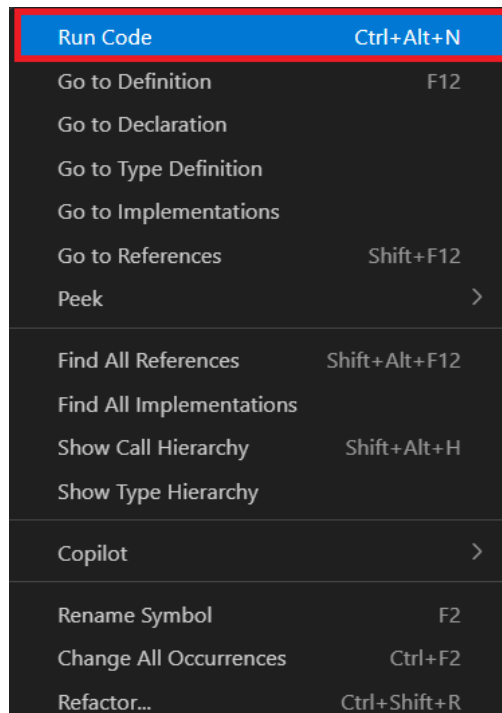 Run Code Ctrl+Alt+N
Go to Definition F12
Go to Declaration
Go to Type Definition
Go to Implementations
Go to References Shift+F12
Peek
Find All References Shift+Alt+F12
Find All Implementations
Show Call Hierarchy Shift+Alt+H
Show Type Hierarchy
Copilot
Rename Symbol F2
Change All Occurrences Ctrl+F2
Refactor... Ctrl+Shift+R